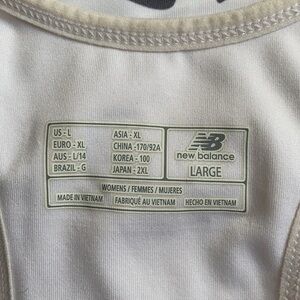 US - L
EURO - XL
AUS - L/14
BRAZIL - G
ASIA - XL
CHINA - 170/92A
KOREA - 100
JAPAN - 2XL
NB
new balance
LARGE
WOMENS / FEMMES / MUJERES
MADE IN VIETNAM
FABRIQUÉ AU VIETNAM
HECHO EN VIETNAM